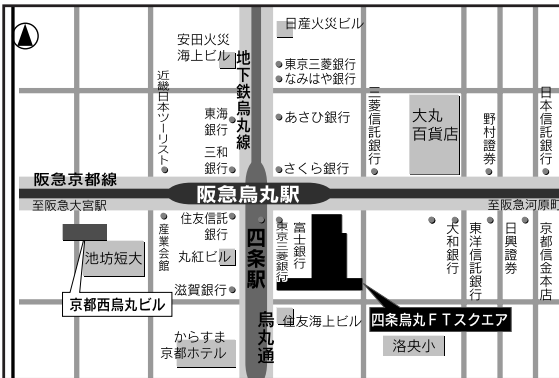 日産火災ビル
安田火災
海上ビル
地下鉄烏丸線
東京三菱銀行
なみはや銀行
近畿日本ツーリスト
東海
銀行
あさひ銀行
三菱信託銀行
大丸
百貨店
野村證券
日本信託銀行
三和
銀行
さくら銀行
阪急京都線
阪急烏丸駅
至阪急大宮駅
至阪急河原町
産業会館
住友信託
銀行
四条駅
東京三菱銀行
富士銀行
大和銀行
東洋信託銀行
日興證券
京都信金本店
池坊短大
丸紅ビル
京都西烏丸ビル
滋賀銀行
烏丸通
住友海上ビル
四条烏丸FTスクエア
からすま
京都ホテル
洛央小